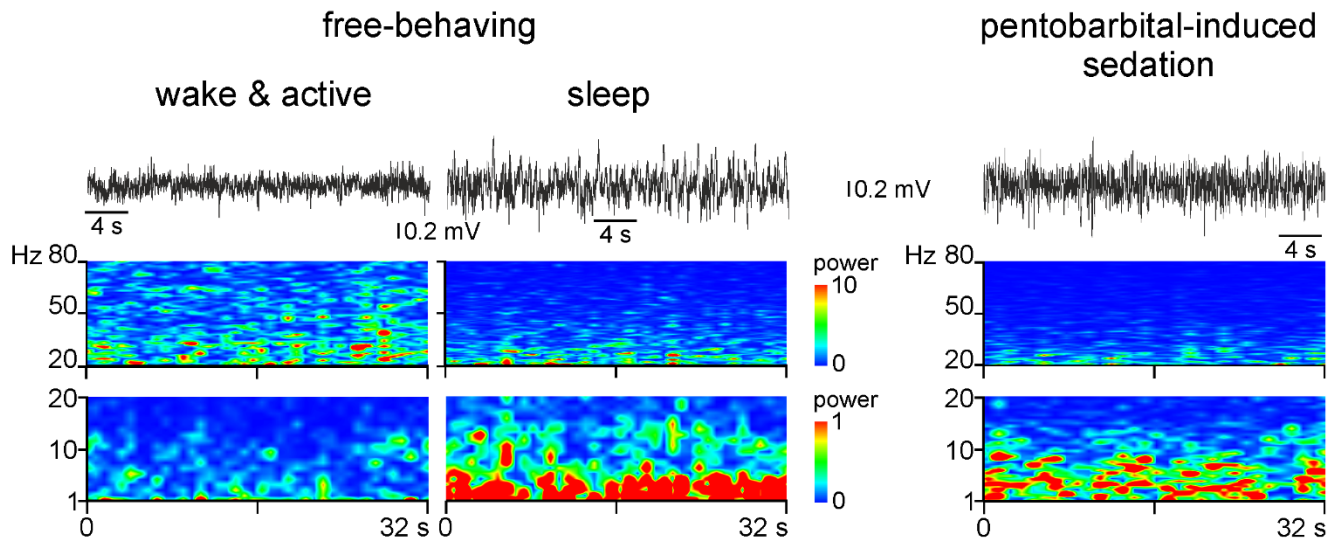 free-behaving
pentobarbital-induced
sedation
wake & active
sleep
4 s
I0.2 mV
4 s
I0.2 mV
4 s
Hz 80
50
20
power
10
0
Hz 80
50
20
20
10
1
0
32 s
0
32 s
power
1
0
20
10
1
0
32 s